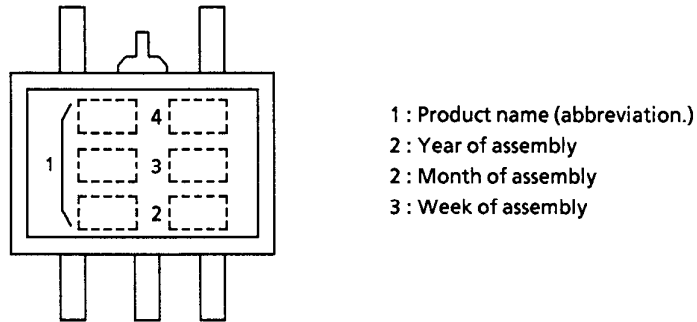 4
1
3
2
1 : Product name (abbreviation.)
2 : Year of assembly
2 : Month of assembly
3 : Week of assembly